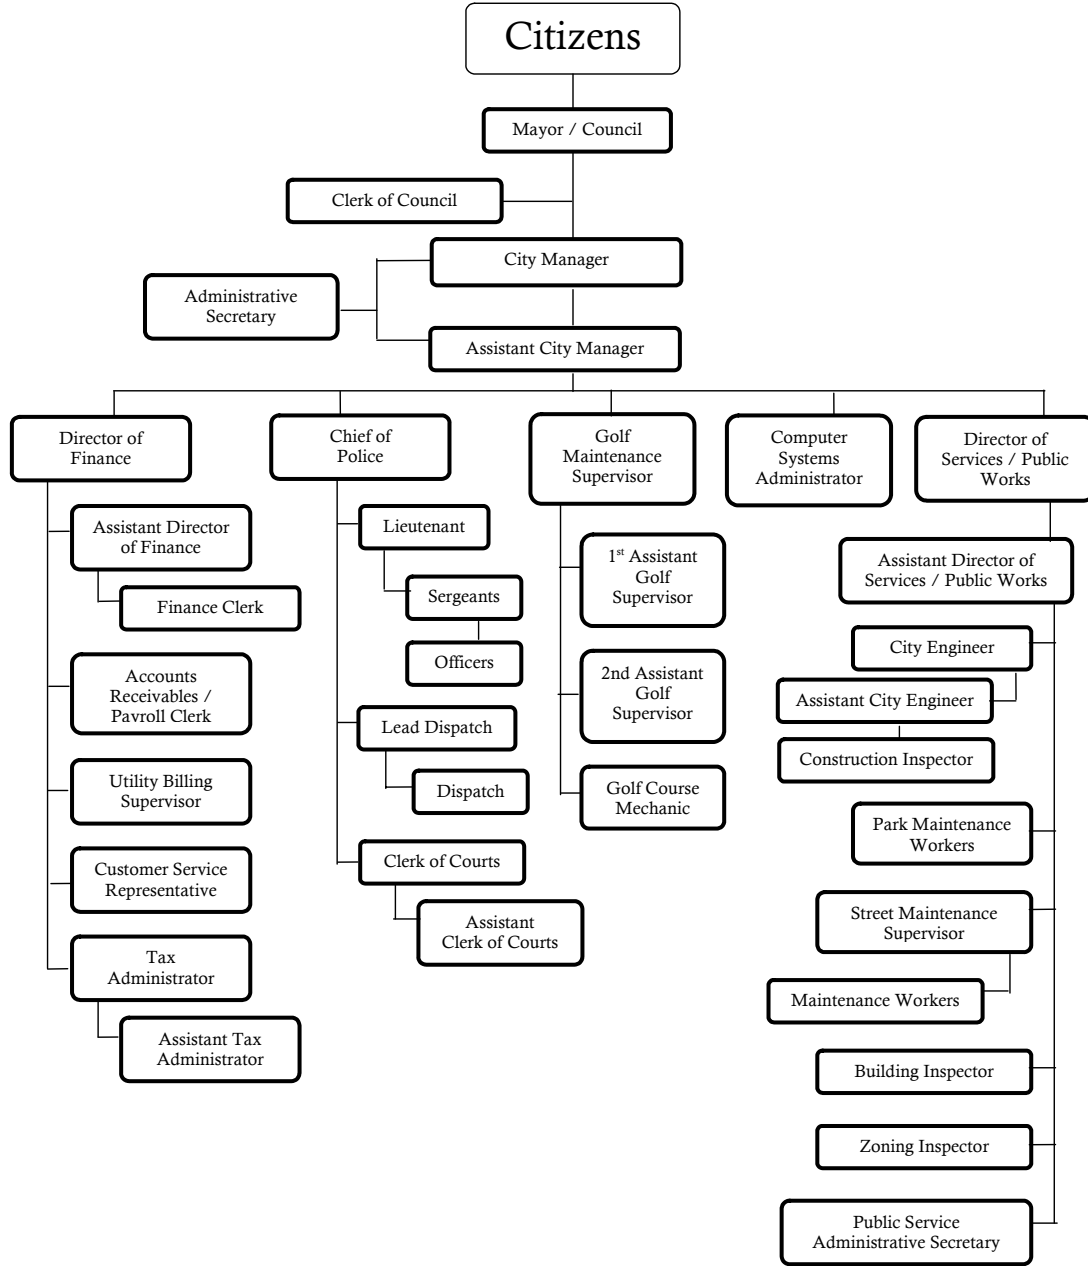 Citizens
Mayor / Council
Clerk of Council
City Manager
Administrative
Secretary
Assistant City Manager
Director of
Finance
Chief of
Police
Golf
Maintenance
Supervisor
Computer
Systems
Administrator
Director of
Services / Public
Works
Assistant Director
of Finance
Finance Clerk
Accounts
Receivables /
Payroll Clerk
Utility Billing
Supervisor
Customer Service
Representative
Tax
Administrator
Assistant Tax
Administrator
Lieutenant
Sergeants
Officers
Lead Dispatch
Dispatch
Clerk of Courts
Assistant
Clerk of Courts
1st Assistant
Golf
Supervisor
2nd Assistant
Golf
Supervisor
Golf Course
Mechanic
Assistant Director of
Services / Public Works
City Engineer
Assistant City Engineer
Construction Inspector
Park Maintenance
Workers
Street Maintenance
Supervisor
Maintenance Workers
Building Inspector
Zoning Inspector
Public Service
Administrative Secretary